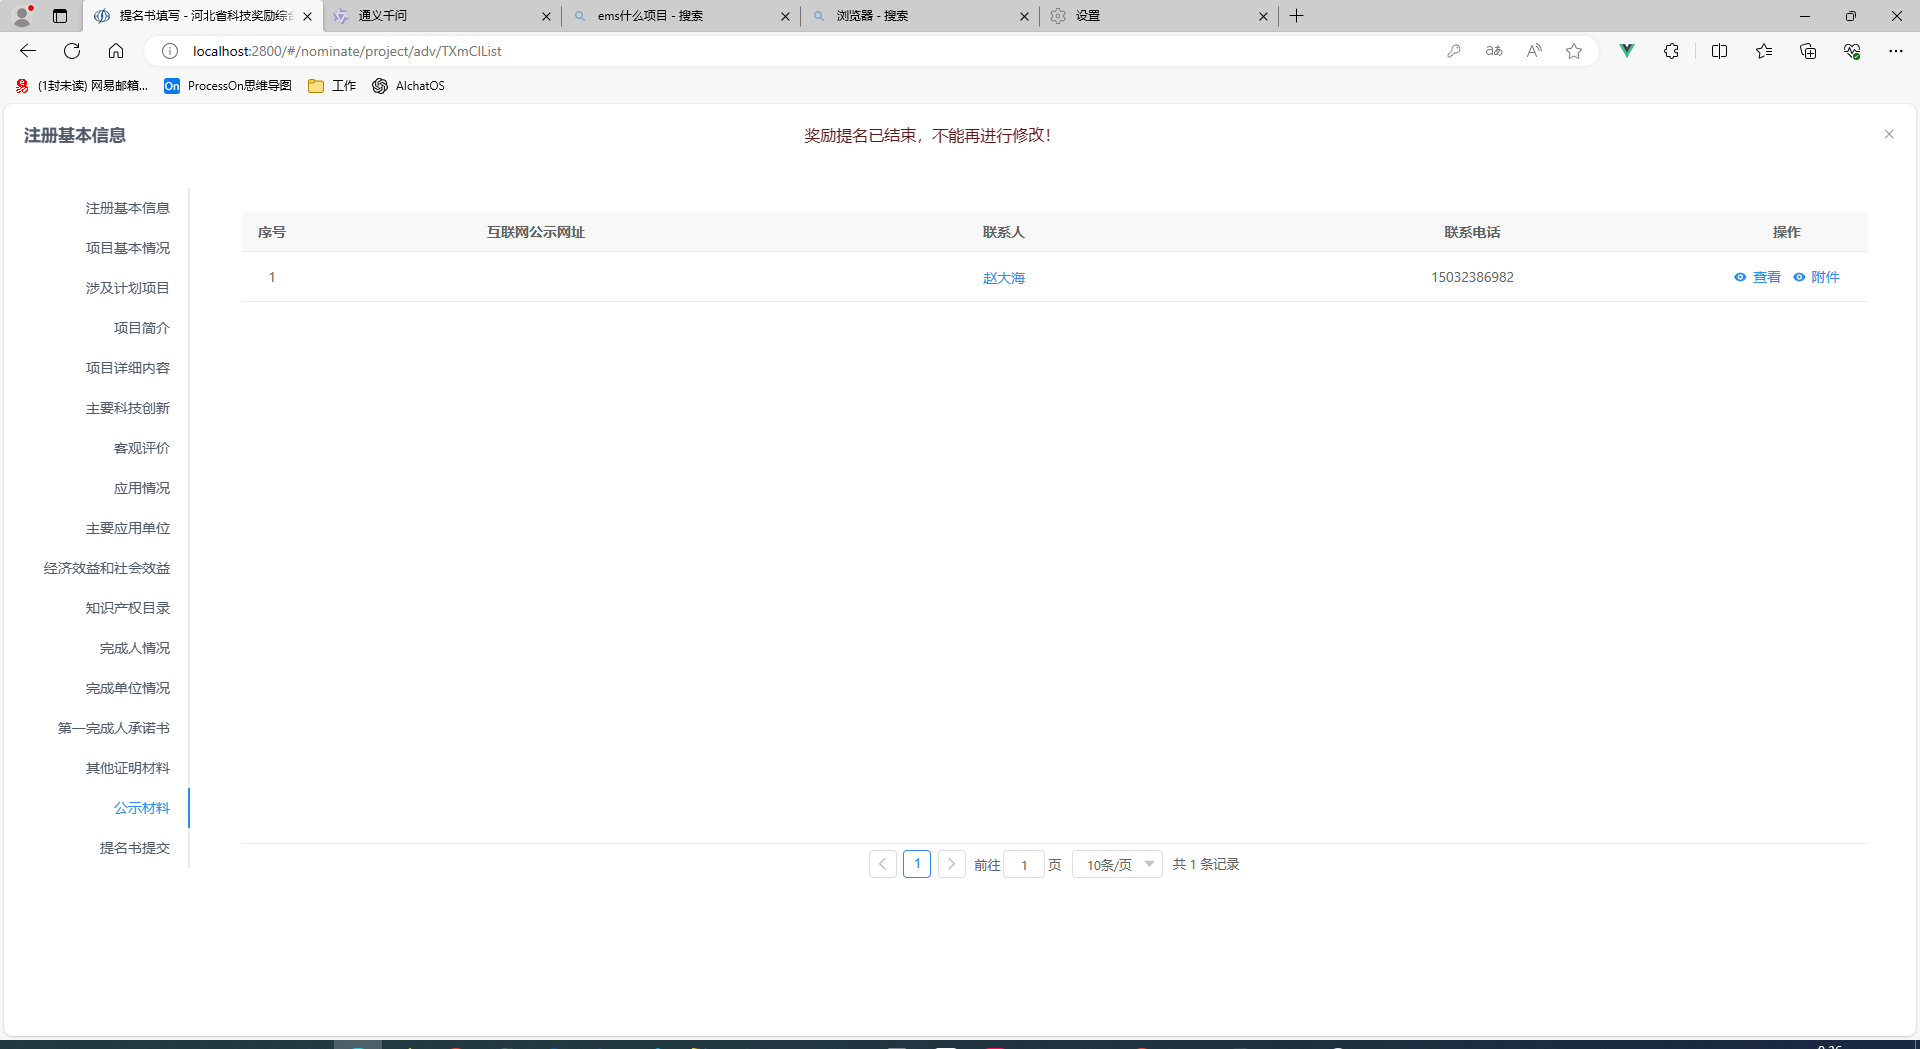 提名书填写 - 河北省科技奖励综合
通义千问
ems什么项目 - 搜索
浏览器 - 搜索
设置
localhost:2800/#/nominate/project/adv/TXmClList
(1封未读) 网易邮箱...
On ProcessOn思维导图
工作
AIchatOS
注册基本信息
奖励提名已结束，不能再进行修改！
注册基本信息
项目基本情况
涉及计划项目
项目简介
项目详细内容
主要科技创新
客观评价
应用情况
主要应用单位
经济效益和社会效益
知识产权目录
完成人情况
完成单位情况
第一完成人承诺书
其他证明材料
公示材料
提名书提交
序号 互联网公示网址 联系人 联系电话 操作
1 赵大海 15032386982 查看 附件
1 前往 1 页 10条/页 共 1 条记录